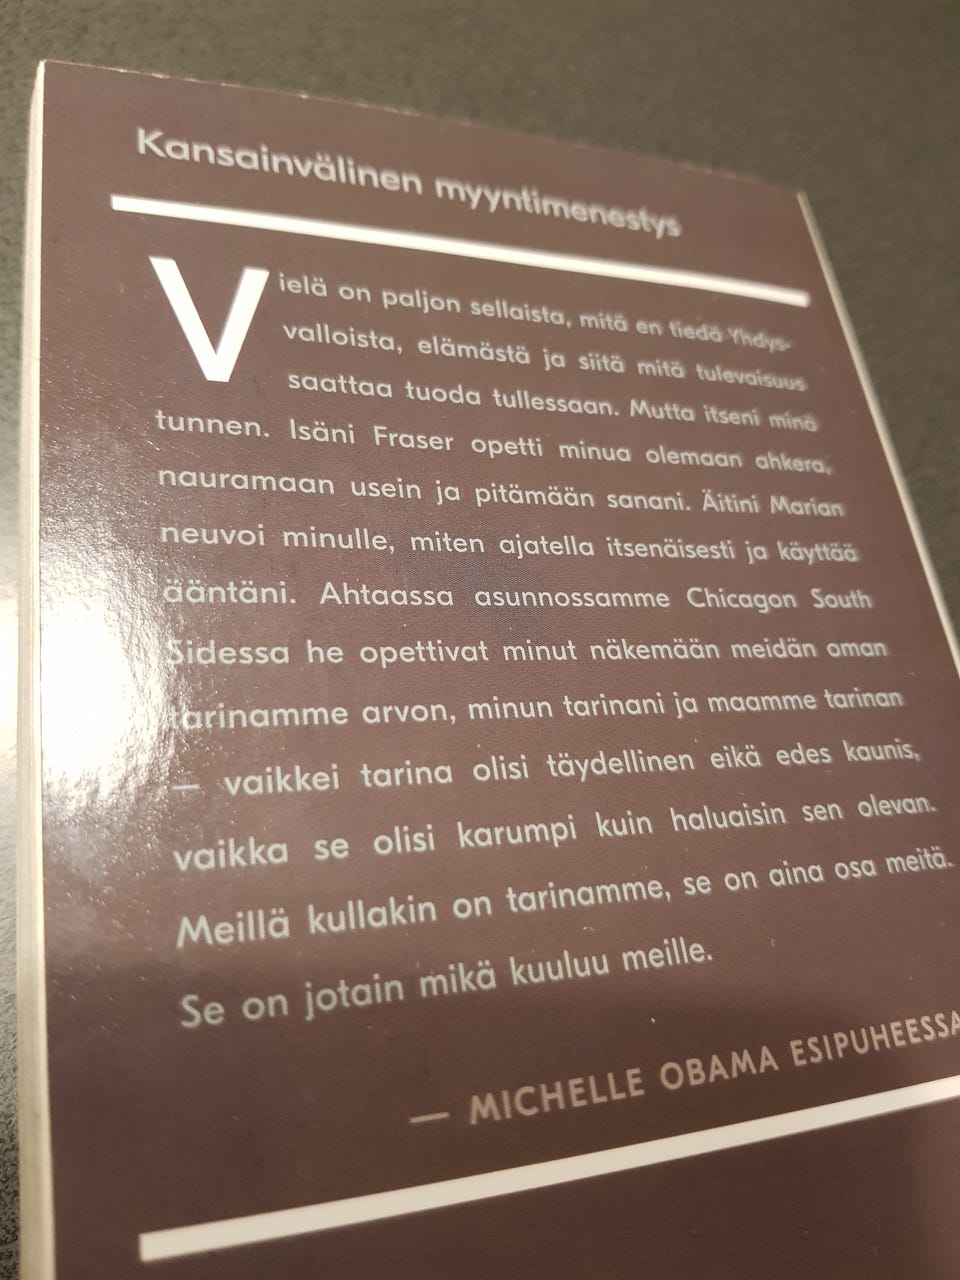 Kansainvälinen myyntimenestys
Vielä on paljon sellaista, mitä en tiedä Yhdys-
valloista, elämästä ja siitä mitä tulevaisuus
saattaa tuoda tullessaan. Mutta itseni minä
tunnen. Isäni Fraser opetti minua olemaan ahkera,
nauramaan usein ja pitämään sanani. Äitini Marian
neuvoi minulle, miten ajatella itsenäisesti ja käyttää
ääntäni. Ahtaassa asunnossamme Chicagon South
Sidessa he opettivat minut näkemään meidän oman
tarinamme arvon, minun tarinani ja maamme tarinan
— vaikkei tarina olisi täydellinen eikä edes kaunis,
vaikka se olisi karumpi kuin haluaisin sen olevan.
Meillä kullakin on tarinamme, se on aina osa meitä.
Se on jotain mikä kuuluu meille.
— MICHELLE OBAMA ESIPUHEESSA